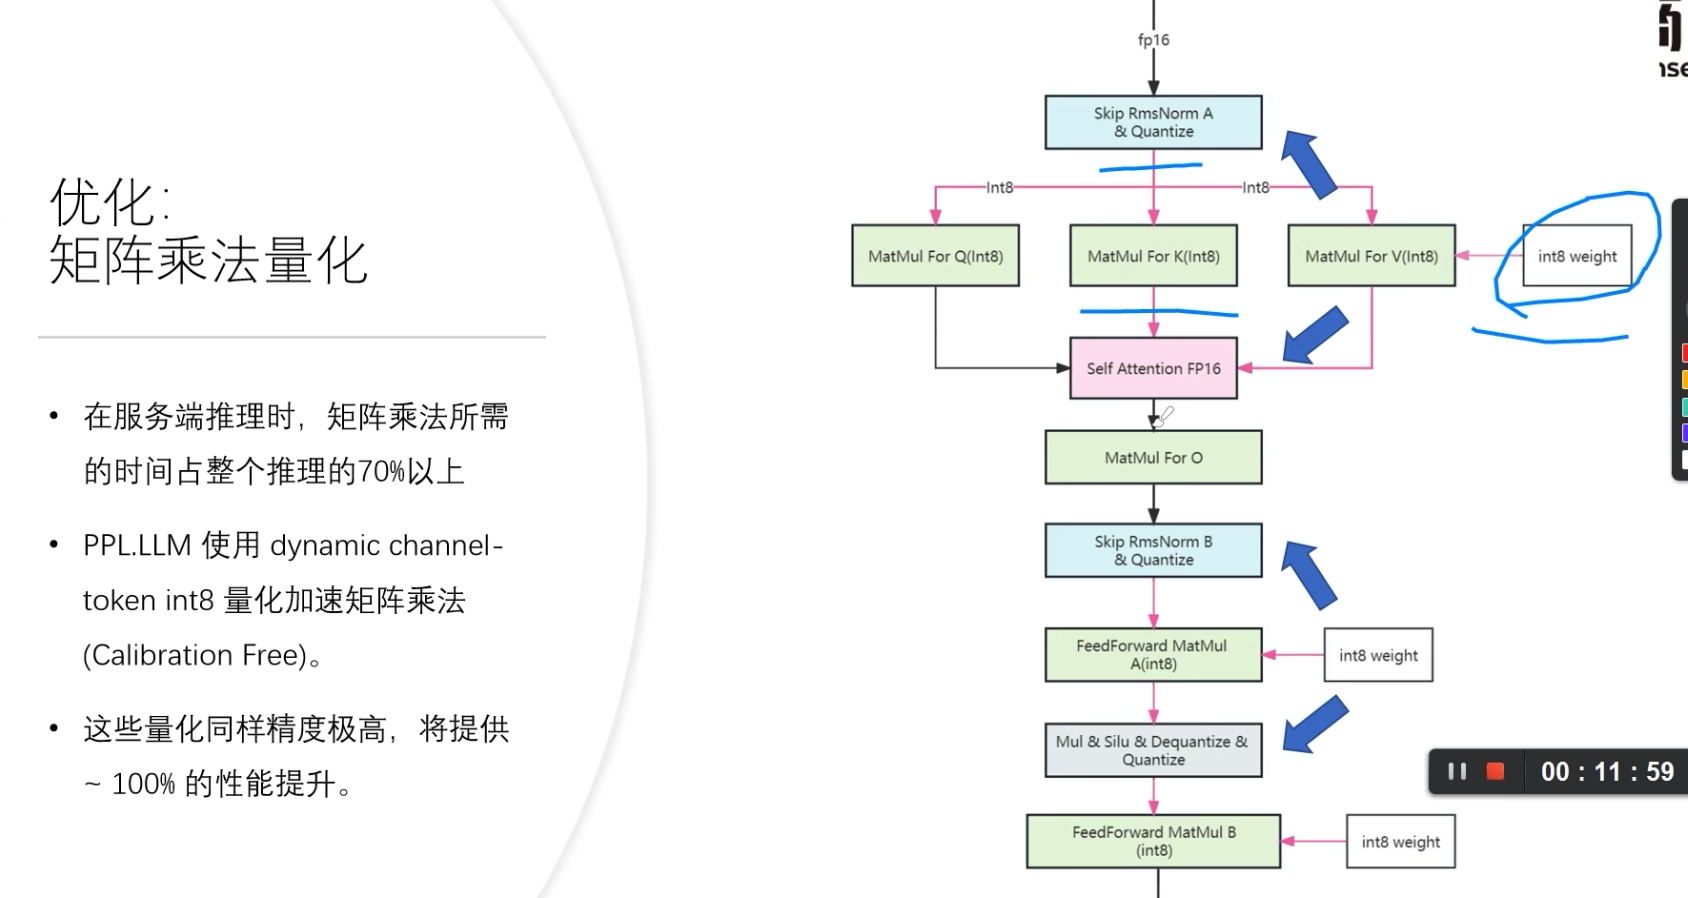 优化：
矩阵乘法量化
• 在服务端推理时，矩阵乘法所需
的时间占整个推理的70%以上
• PPL.LLM 使用 dynamic channel-
token int8 量化加速矩阵乘法
(Calibration Free)。
• 这些量化同样精度极高，将提供
~ 100% 的性能提升。
fp16
Skip RmsNorm A
& Quantize
Int8
Int8
MatMul For Q(Int8)
MatMul For K(Int8)
MatMul For V(Int8)
int8 weight
Self Attention FP16
MatMul For O
Skip RmsNorm B
& Quantize
FeedForward MatMul
A(int8)
int8 weight
Mul & Silu & Dequantize &
Quantize
FeedForward MatMul B
(int8)
int8 weight
00 : 11 : 59